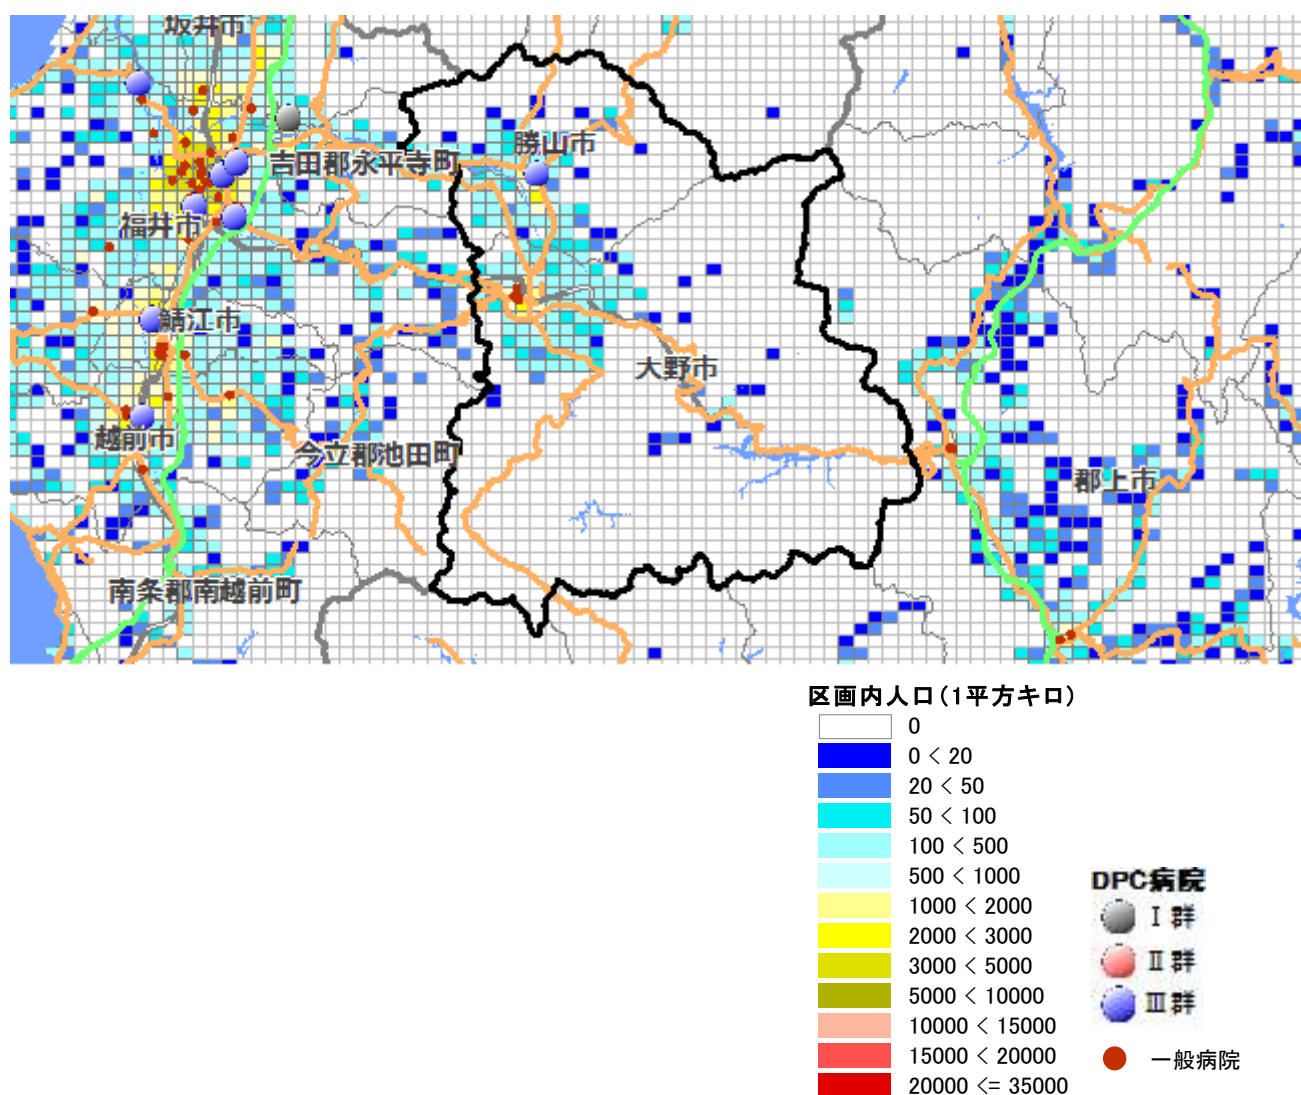 坂井市
勝山市
吉田郡永平寺町
福井市
鯖江市
大野市
越前市
今立郡池田町
郡上市
南条郡南越前町
区画内人口(1平方キロ)
0
0 < 20
20 < 50
50 < 100
100 < 500
500 < 1000
1000 < 2000
2000 < 3000
3000 < 5000
5000 < 10000
10000 < 15000
15000 < 20000
20000 <= 35000
DPC病院
Ⅰ群
Ⅱ群
Ⅲ群
一般病院